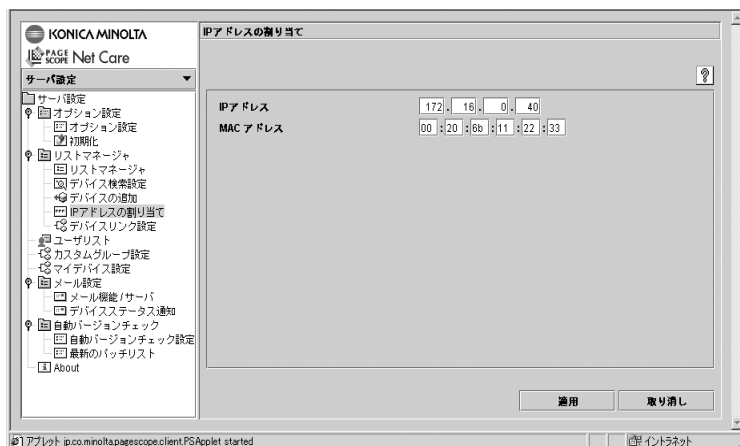 KONICA MINOLTA
PAGE SCOPE Net Care
サーバ設定
サーバ設定
オプション設定
オプション設定
初期化
リストマネージャ
リストマネージャ
デバイス検索設定
デバイスの追加
IPアドレスの割り当て
デバイスリンク設定
ユーザリスト
カスタムグループ設定
マイデバイス設定
メール設定
メール機能/サーバ
デバイスステータス通知
自動バージョンチェック
自動バージョンチェック設定
最新のパッチリスト
About
IPアドレスの割り当て
?
IPアドレス 172. 16. 0. 40
MAC アドレス 00 :20 :6b :11 :22 :33
適用 取り消し
アプレット jp.co.minolta.pagescope.client.PSApplet started イントラネット